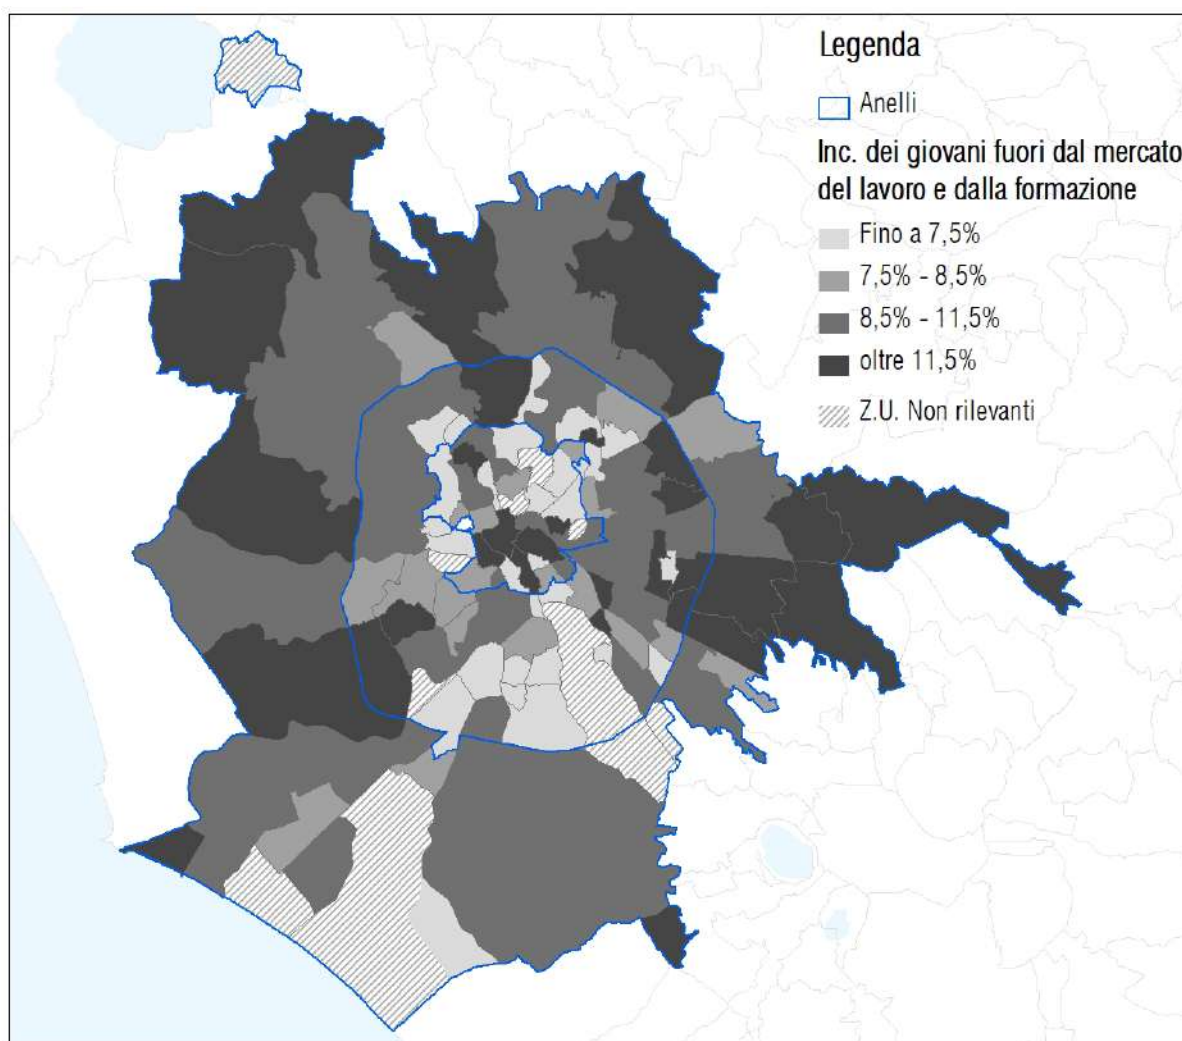 Legenda
Anelli
Inc. dei giovani fuori dal mercato
del lavoro e dalla formazione
Fino a 7,5%
7,5% - 8,5%
8,5% - 11,5%
oltre 11,5%
Z.U. Non rilevanti